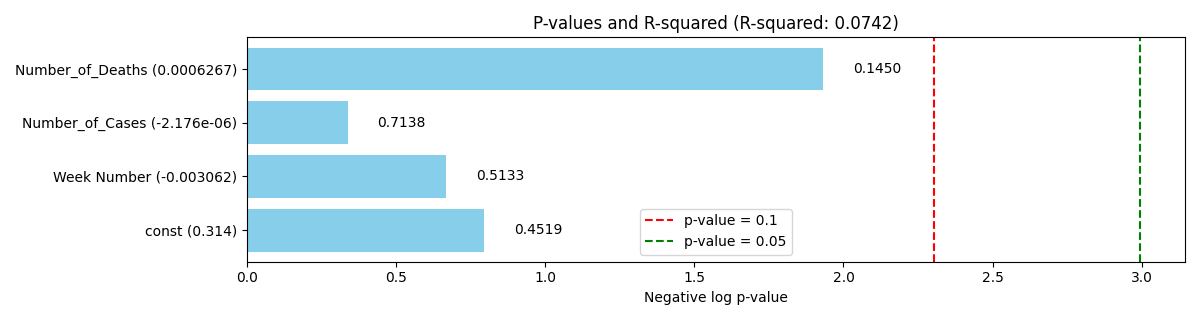 P-values and R-squared (R-squared: 0.0742)
Number_of_Deaths (0.0006267)
0.1450
Number_of_Cases (-2.176e-06)
0.7138
Week Number (-0.003062)
0.5133
const (0.314)
0.4519
p-value = 0.1
p-value = 0.05
0.0 0.5 1.0 1.5 2.0 2.5 3.0
Negative log p-value